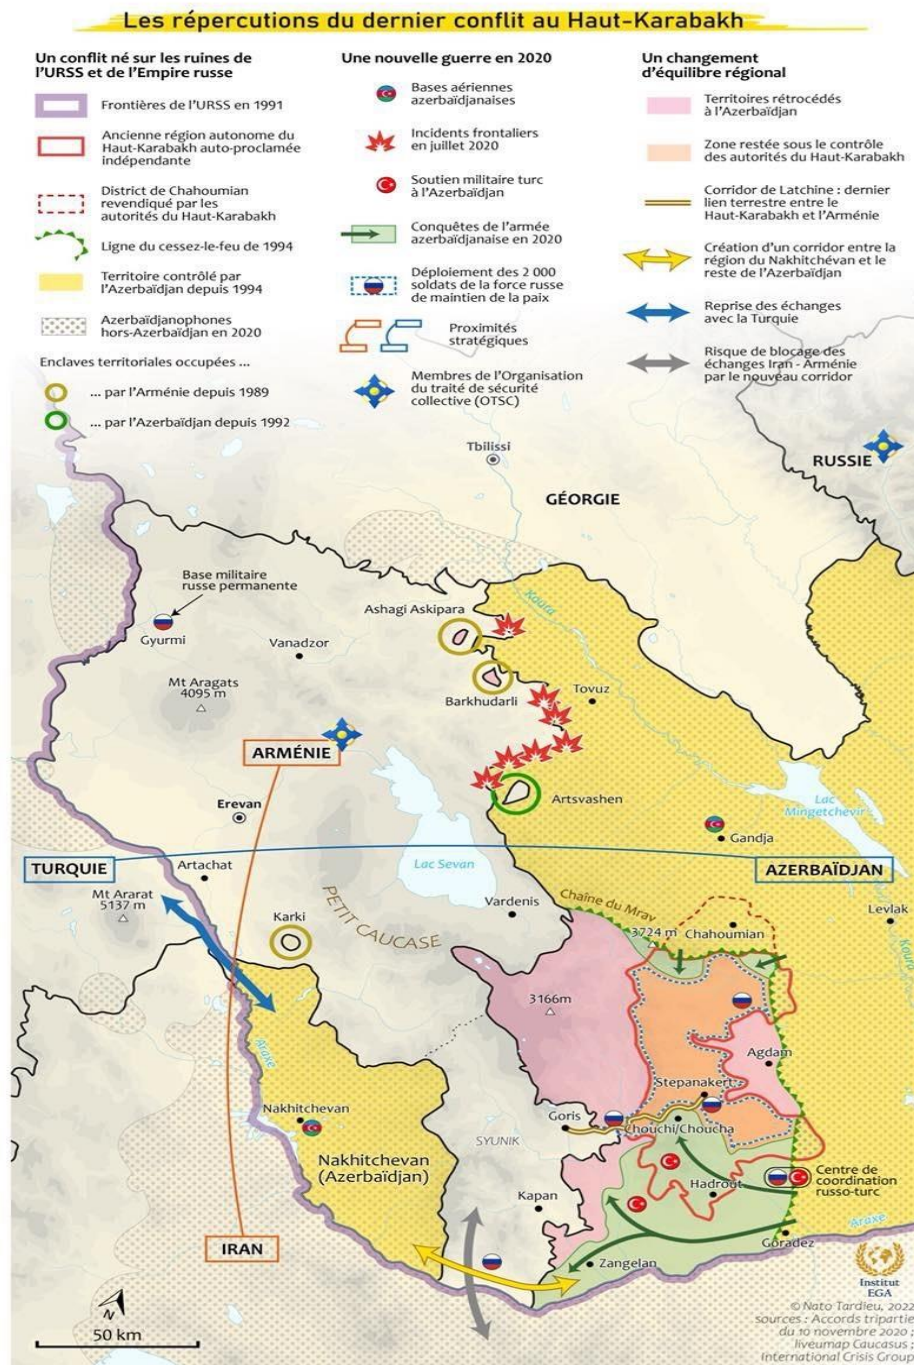 Les répercutions du dernier conflit au Haut-Karabakh
Un conflit né sur les ruines de
l'URSS et de l'Empire russe
Frontières de l'URSS en 1991
Ancienne région autonome du
Haut-Karabakh auto-proclamée
indépendante
District de Chahoumian
revendiqué par les
autorités du Haut-Karabakh
Ligne du cessez-le-feu de 1994
Territoire contrôlé par
l'Azerbaïdjan depuis 1994
Azerbaïdjanophones
hors-Azerbaïdjan en 2020
Enclaves territoriales occupées ...
... par l'Arménie depuis 1989
... par l'Azerbaïdjan depuis 1992
Une nouvelle guerre en 2020
Bases aériennes
azerbaïdjanaises
Incidents frontaliers
en juillet 2020
Soutien militaire turc
à l'Azerbaïdjan
Conquêtes de l'armée
azerbaïdjanaise en 2020
Déploiement des 2 000
soldats de la force russe
de maintien de la paix
Proximités
stratégiques
Membres de l'Organisation
du traité de sécurité
collective (OTSC)
Un changement
d'équilibre régional
Territoires rétrocédés
à l'Azerbaïdjan
Zone restée sous le contrôle
des autorités du Haut-Karabakh
Corridor de Latchine : dernier
lien terrestre entre le
Haut-Karabakh et l'Arménie
Création d'un corridor entre la
région du Nakhitchévan et le
reste de l'Azerbaïdjan
Reprise des échanges
avec la Turquie
Risque de blocage des
échanges Iran - Arménie
par le nouveau corridor
Tbilissi
RUSSIE
GÉORGIE
Base militaire
russe permanente
Koura
Ashagi Askipara
Gyurmi
Vanadzor
Mt Aragats
4095 m
Barkhudarli
Tovuz
ARMÉNIE
Artsvashen
Lac
Mingetchevir
Erevan
Gandja
TURQUIE
Artachat
Lac Sevan
AZERBAÏDJAN
Mt Ararat
5137 m
PETIT CAUCASE
Vardenis
Chaîne du Mrav
Levlak
Karki
3724 m
Chahoumian
Koura
3166m
Araxe
Agdam
Stepanakert
Nakhitchevan
Goris
Chouchi/Choucha
SYUNIK
Nakhitchevan
(Azerbaïdjan)
Centre de
coordination
russo-turc
Kapan
Hadrout
Araxe
IRAN
Goradez
Zangelan
Institut
EGA
N
50 km
© Nato Tardieu, 2022
sources : Accords tripartie
du 10 novembre 2020 ;
liveumap Caucasus ;
International Crisis Group